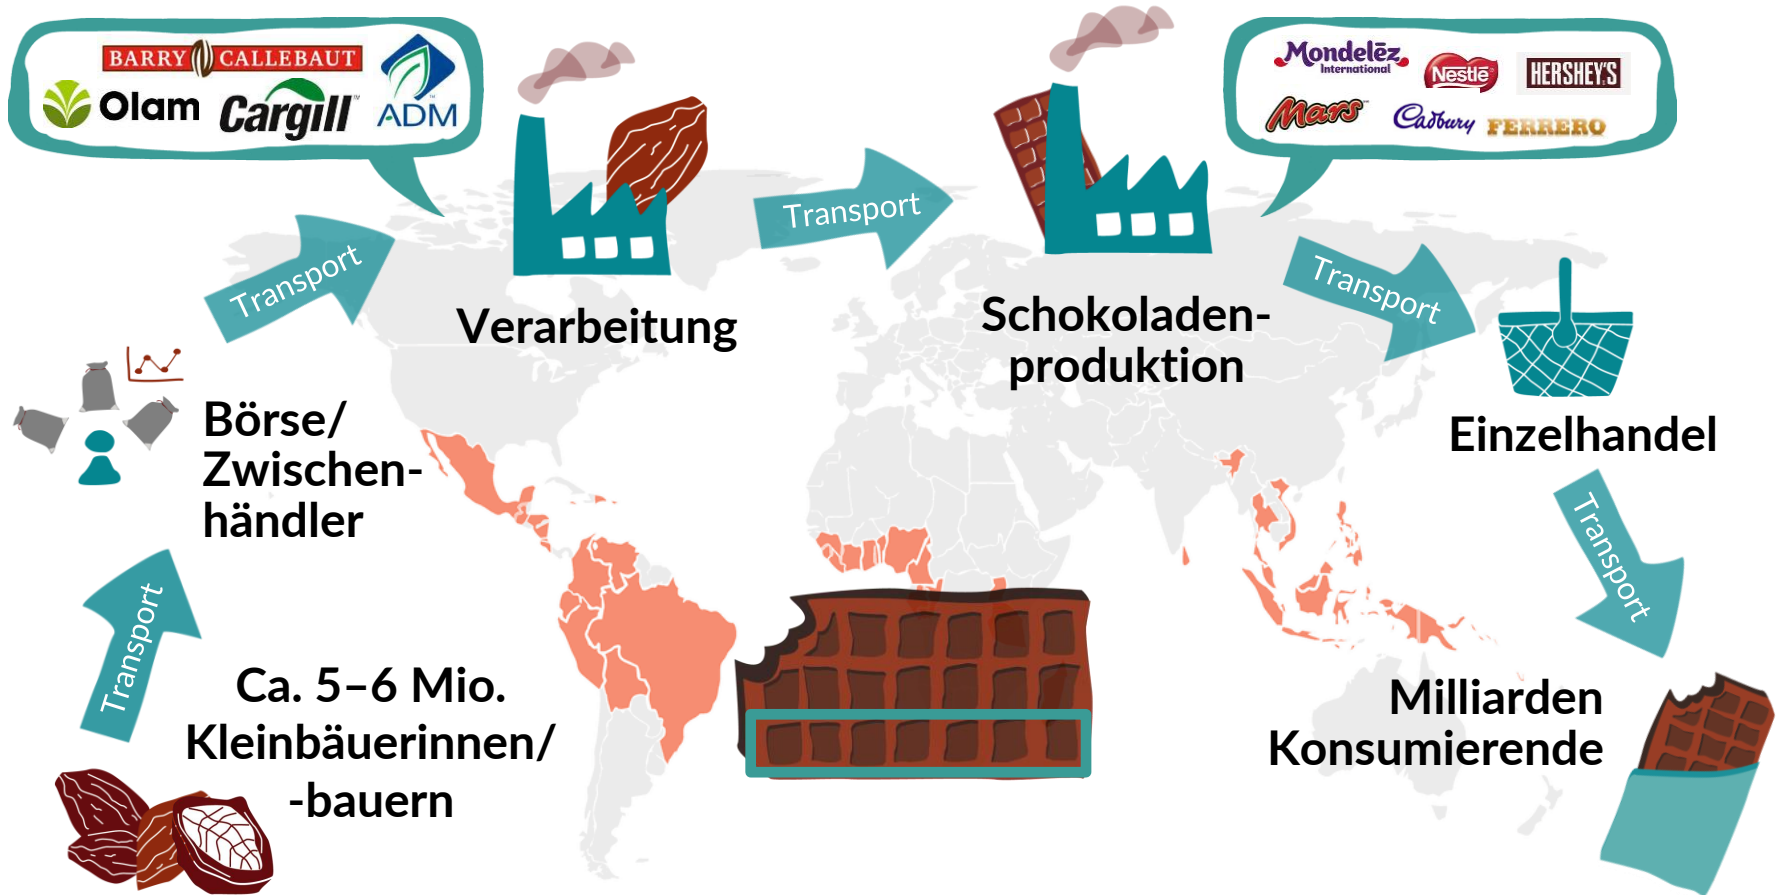 BARRY CALLEBAUT
Olam
Cargill™
ADM
Mondelēz
International
Nestlé
HERSHEY'S
Mars
Cadbury
FERRERO
Transport
Transport
Transport
Transport
Transport
Verarbeitung
Schokoladen-
produktion
Einzelhandel
Börse/
Zwischen-
händler
Ca. 5–6 Mio.
Kleinbäuerinnen/
-bauern
Milliarden
Konsumierende